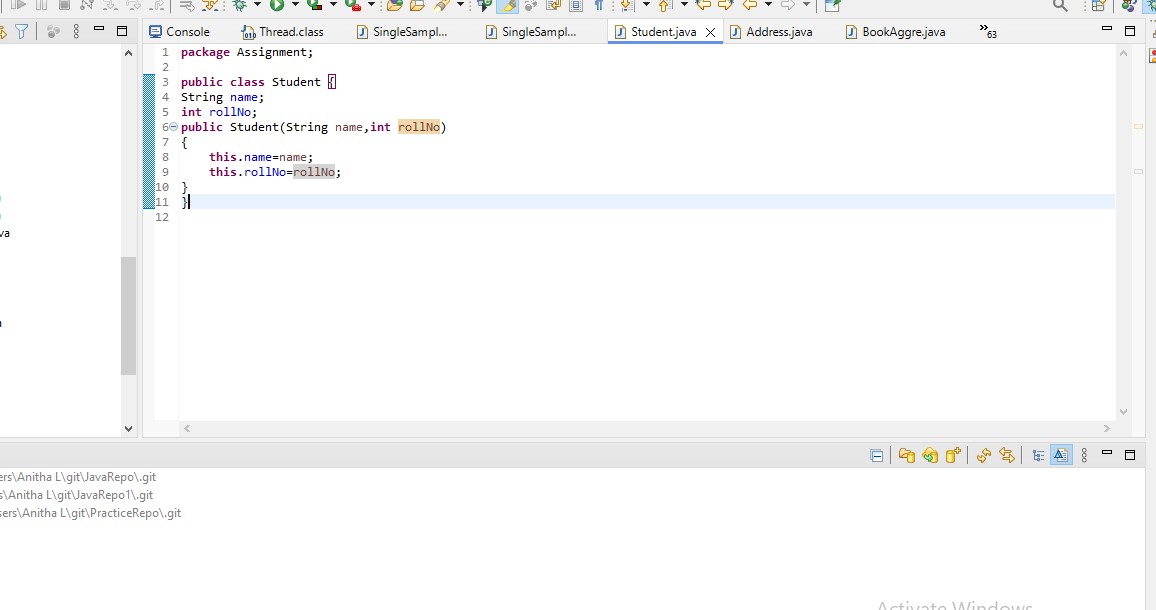 Console Thread.class SingleSampl... SingleSampl... Student.java Address.java BookAggre.java 63
1 package Assignment;
2
3 public class Student {
4 String name;
5 int rollNo;
6 public Student(String name,int rollNo)
7 {
8 this.name=name;
9 this.rollNo=rollNo;
10 }
11 }
12
va
ers\Anitha L\git\JavaRepo\.git
s\Anitha L\git\JavaRepo1\.git
sers\Anitha L\git\PracticeRepo\.git
Activate Windows